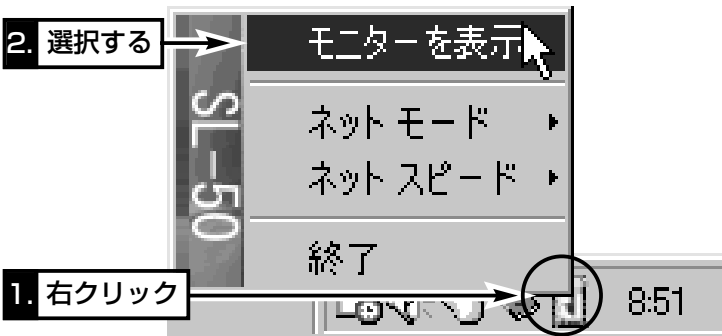 2. 選択する
モニターを表示
SL-50
ネット モード
ネット スピード
終了
1. 右クリック
8:51